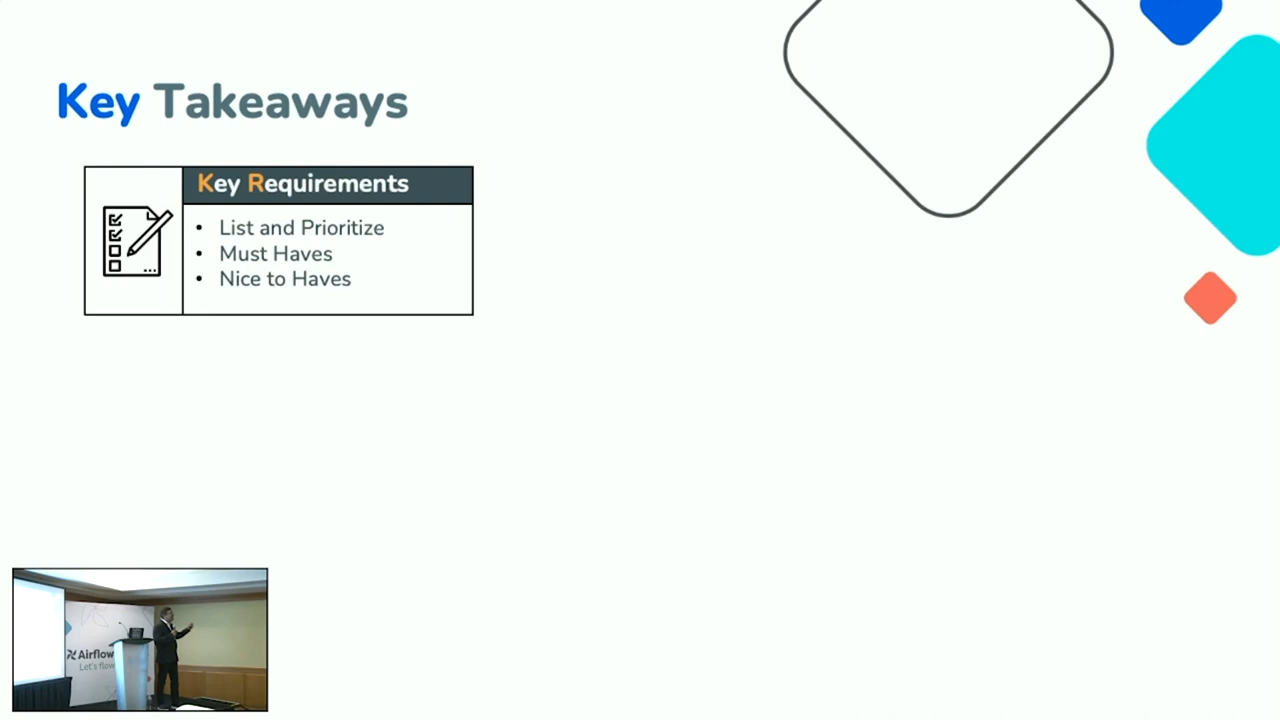 Key Takeaways
Key Requirements
• List and Prioritize
• Must Haves
• Nice to Haves
Airflow
Let's flow